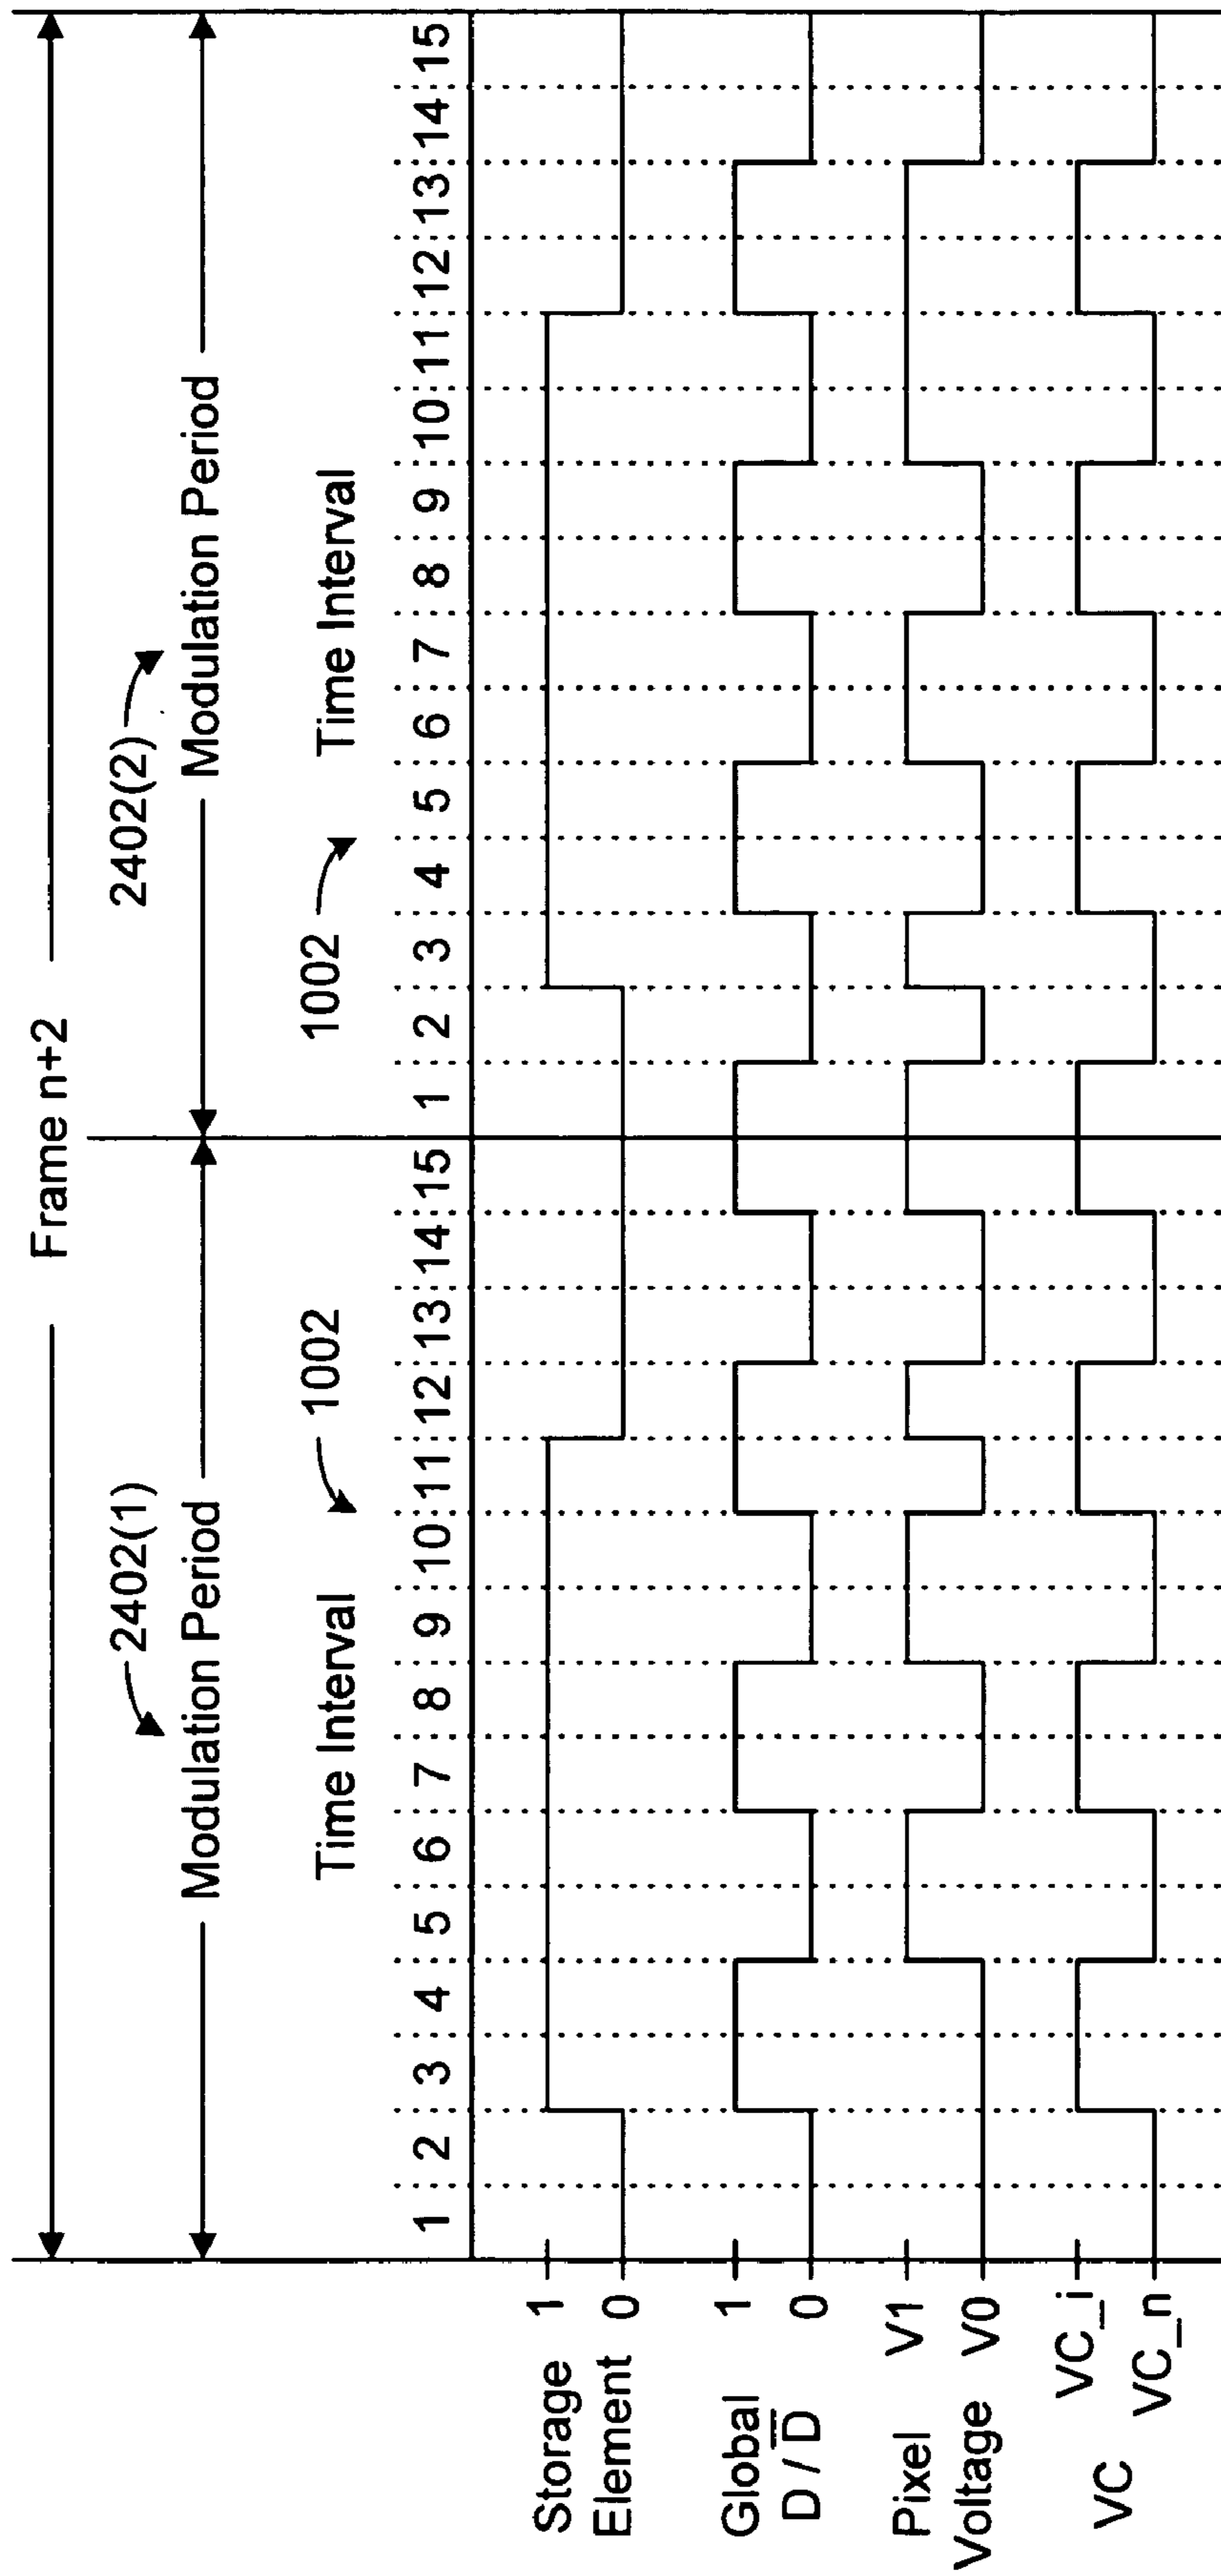 Frame n+2
2402(1)
2402(2)
Modulation Period
Modulation Period
1002
1002
Time Interval
Time Interval
1 2 3 4 5 6 7 8 9 10 11 12 13 14 15 1 2 3 4 5 6 7 8 9 10 11 12 13 14 15
Storage 1
Element 0
Global 1
D / D̅ 0
Pixel V1
Voltage V0
VC VC_i
VC_n